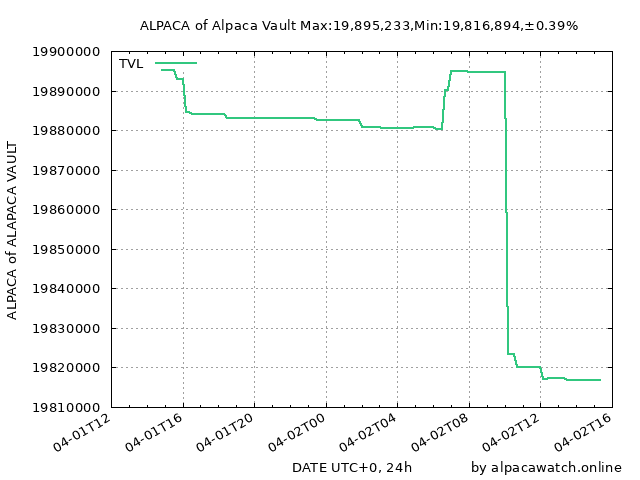 ALPACA of Alpaca Vault Max:19,895,233,Min:19,816,894,±0.39%
TVL
ALPACA of ALAPACA VAULT
19900000
19890000
19880000
19870000
19860000
19850000
19840000
19830000
19820000
19810000
04-01T12
04-01T16
04-01T20
04-02T00
04-02T04
04-02T08
04-02T12
04-02T16
DATE UTC+0, 24h
by alpacawatch.online